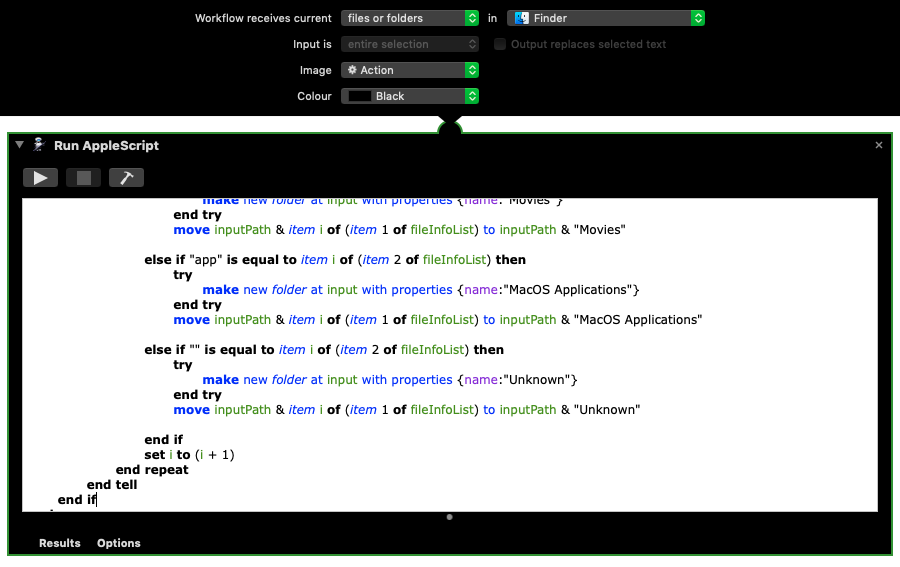 Workflow receives current files or folders in Finder
Input is entire selection Output replaces selected text
Image Action
Colour Black
Run AppleScript
make new folder at input with properties {name:"Movies"}
end try
move inputPath & item i of (item 1 of fileInfoList) to inputPath & "Movies"
else if "app" is equal to item i of (item 2 of fileInfoList) then
try
make new folder at input with properties {name:"MacOS Applications"}
end try
move inputPath & item i of (item 1 of fileInfoList) to inputPath & "MacOS Applications"
else if "" is equal to item i of (item 2 of fileInfoList) then
try
make new folder at input with properties {name:"Unknown"}
end try
move inputPath & item i of (item 1 of fileInfoList) to inputPath & "Unknown"
end if
set i to (i + 1)
end repeat
end tell
end if
Results Options